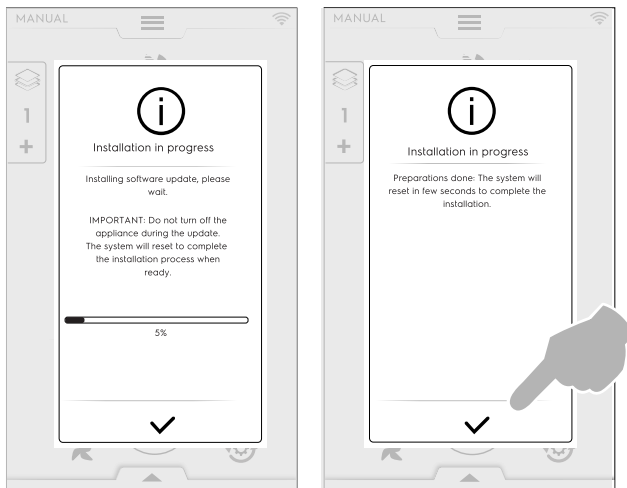 MANUAL
1
+
Installation in progress
Installing software update, please
wait.
IMPORTANT: Do not turn off the
appliance during the update.
The system will reset to complete
the installation process when
ready.
5%
MANUAL
1
+
Installation in progress
Preparations done: The system will
reset in few seconds to complete the
installation.